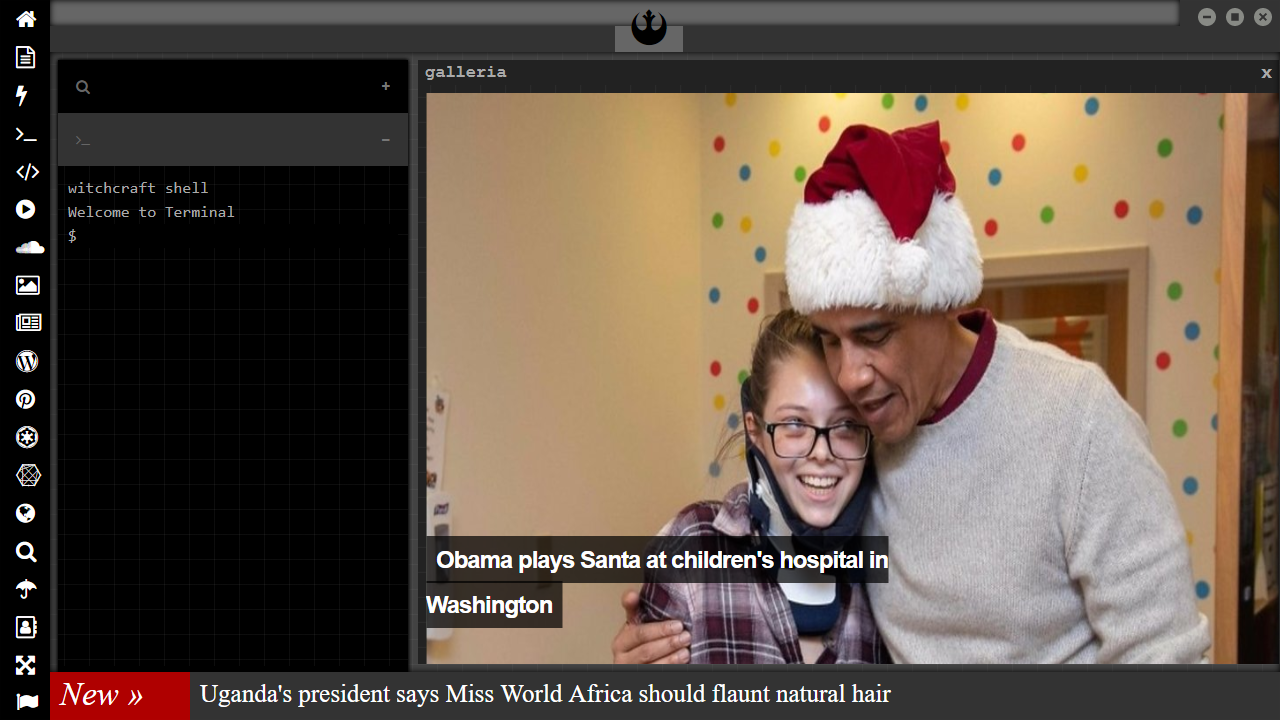 galleria
x
+
>_
−
witchcraft shell
Welcome to Terminal
$
Obama plays Santa at children's hospital in
Washington
New »
Uganda's president says Miss World Africa should flaunt natural hair